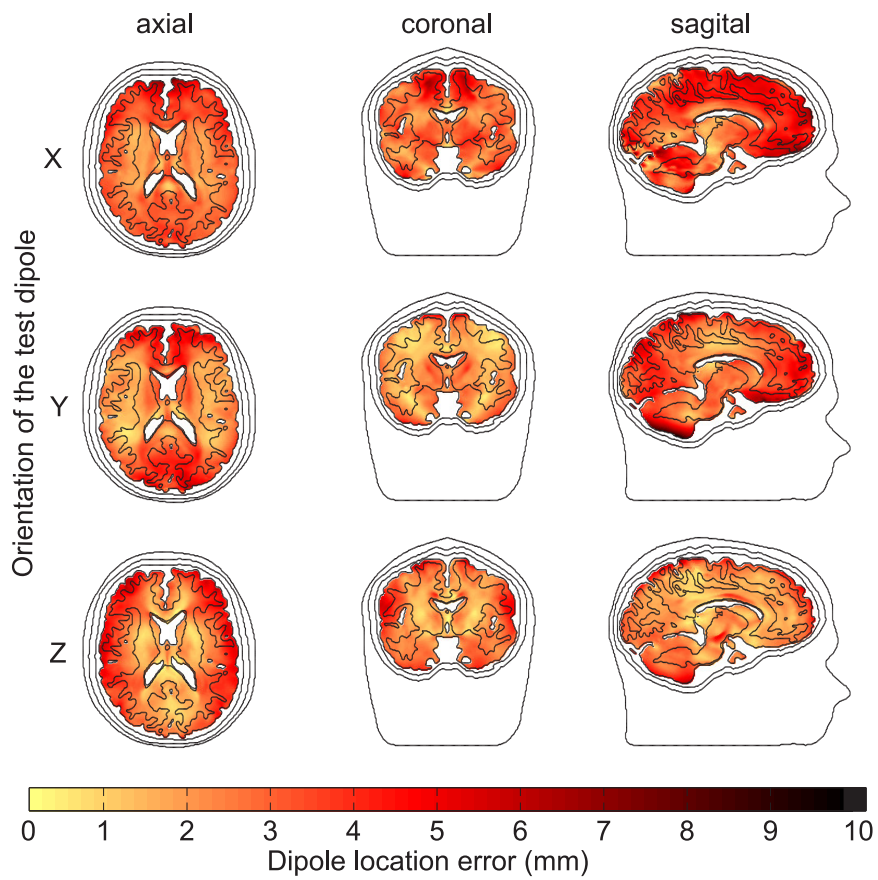 axial coronal sagital
Orientation of the test dipole
X
Y
Z
0 1 2 3 4 5 6 7 8 9 10
Dipole location error (mm)